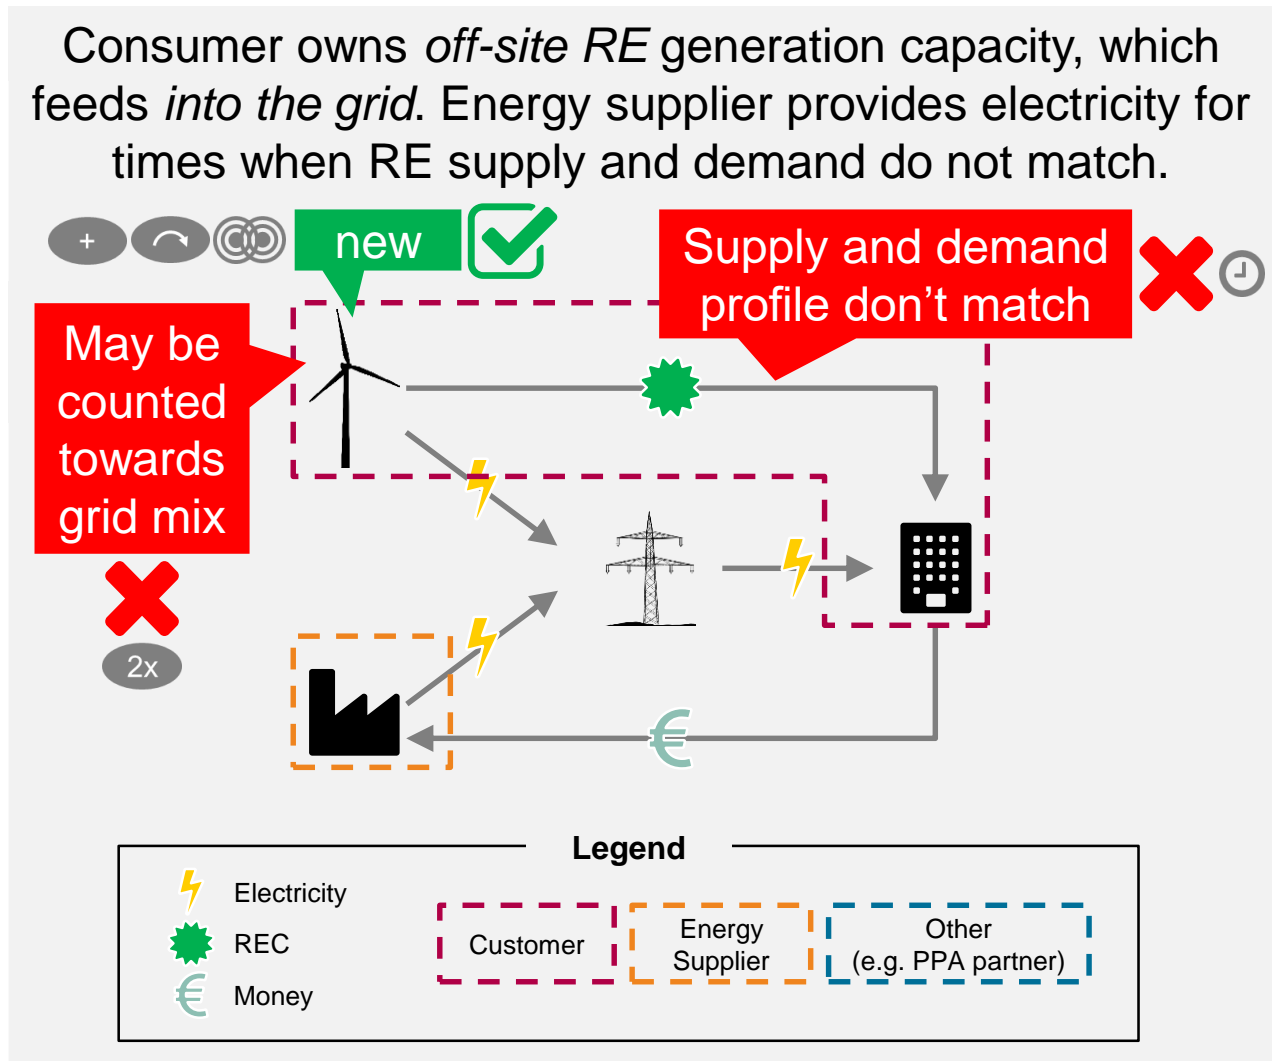 Consumer owns off-site RE generation capacity, which
feeds into the grid. Energy supplier provides electricity for
times when RE supply and demand do not match.
+
new
Supply and demand
profile don’t match
May be
counted
towards
grid mix
2x
€
Legend
Electricity
REC
€ Money
Customer
Energy
Supplier
Other
(e.g. PPA partner)